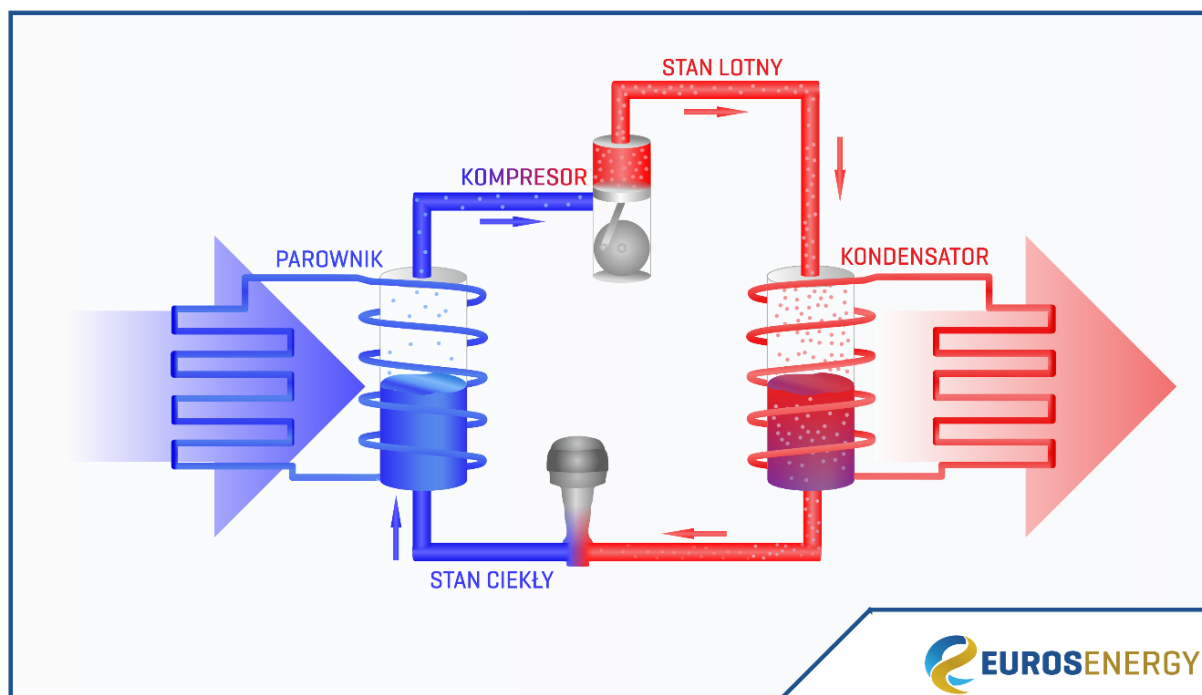 STAN LOTNY
KOMPRESOR
PAROWNIK
KONDENSATOR
STAN CIEKŁY
EUROSENERGY